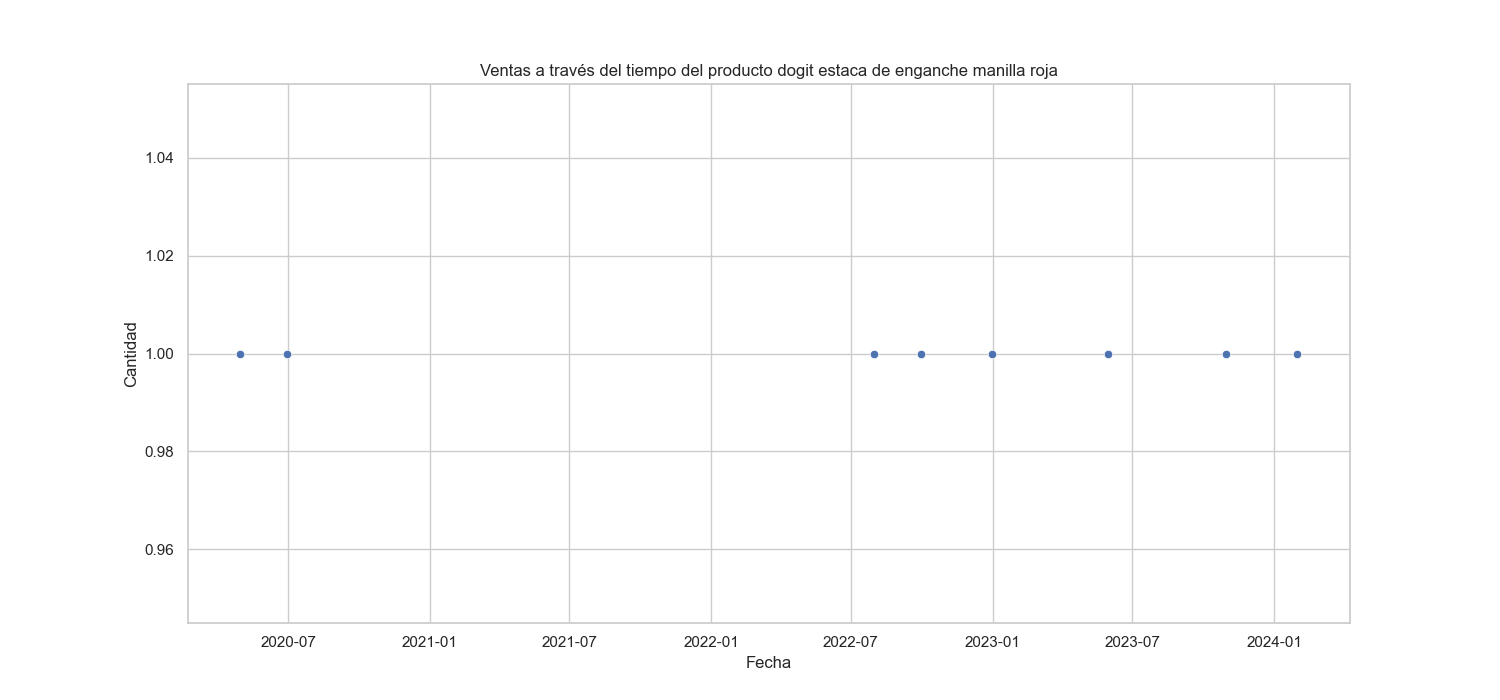 Ventas a través del tiempo del producto dogit estaca de enganche manilla roja
1.04
1.02
1.00
0.98
0.96
Cantidad
2020-07 2021-01 2021-07 2022-01 2022-07 2023-01 2023-07 2024-01
Fecha